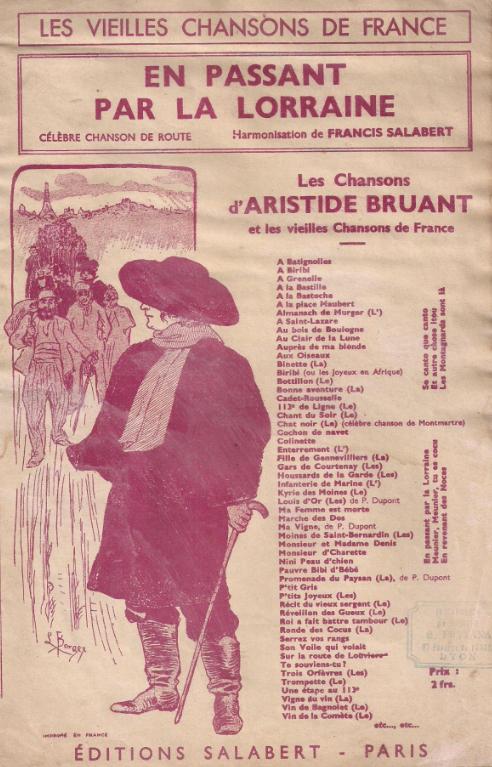 LES VIEILLES CHANSONS DE FRANCE
EN PASSANT
PAR LA LORRAINE
CÉLÈBRE CHANSON DE ROUTE
Harmonisation de FRANCIS SALABERT
Les Chansons
d'ARISTIDE BRUANT
et les vieilles Chansons de France
A Batignolles
A Biribi
A Grenelle
A la Bastille
A la Bastoche
A la place Maubert
Almanach de Murger (L')
A Saint-Lazare
Au bois de Boulogne
Au Clair de la Lune
Auprès de ma blonde
Aux Oiseaux
Binette (La)
Biribi (ou les Joyeux en Afrique)
Botillon (Le)
Bonne aventure (La)
Cadet-Rousselle
113e de Ligne (Le)
Chant du Soir (Le)
Chat noir (Le) (célèbre chanson de Montmartre)
Cochon de navet
Colinette
Enterrement (L')
Fille de Gennevilliers (La)
Gars de Courtenay (Les)
Houssards de la Garde (Les)
Infanterie de Marine (L')
Kyrie des Moines (Le)
Louis d'Or (Les) de P. Dupont
Ma Femme est morte
Marche des Dos
Ma Vigne, de P. Dupont
Moines de Saint-Bernardin (Les)
Monsieur et Madame Denis
Monsieur d'Charette
Nini Peau d'chien
Pauvre Bibi d'Bébé
Promenade du Paysan (La), de P. Dupont
P'tit Gris
P'tits Joyeux (Les)
Récit du vieux sergent (Le)
Réveillon des Gueux (Le)
Roi a fait battre tambour (Le)
Ronde des Cocus (La)
Serrez vos rangs
Son Voile qui volait
Sur la route de Louviers
Te souviens-tu ?
Trois Orfèvres (Les)
Trompette (Le)
Une étape au 113e
Vigne au vin (La)
Vin de Bagnolet (Le)
Vin de la Comète (Le)
etc..., etc...
Se canto que canto
Et autre chose itou
Les Montagnards sont là
En passant par la Lorraine
Meunier, Meunier, tu es cocu
En revenant des Noces
LYON
Prix :
2 frs.
L. Borgex
IMPRIMÉ EN FRANCE
ÉDITIONS SALABERT - PARIS